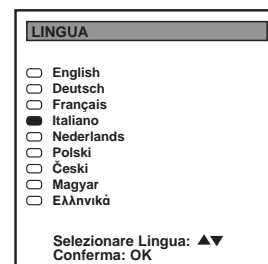 LINGUA
English
Deutsch
Français
Italiano
Nederlands
Polski
Česki
Magyar
Ελληνικά
Selezionare Lingua: ▲▼
Conferma: OK